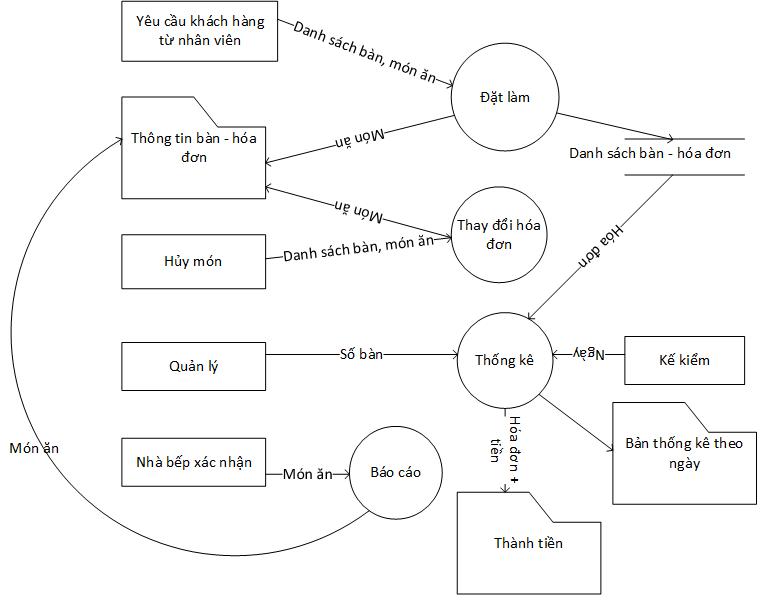 Yêu cầu khách hàng
từ nhân viên
Danh sách bàn, món ăn
Đặt làm
Thông tin bàn - hóa
đơn
Món ăn
Danh sách bàn - hóa đơn
Món ăn
Thay đổi hóa
đơn
Hủy món
Danh sách bàn, món ăn
Hóa đơn
Quản lý
Số bàn
Thống kê
Ngày
Kế kiểm
Hóa đơn +
tiền
Bản thống kê theo
ngày
Món ăn
Nhà bếp xác nhận
Món ăn
Báo cáo
Thành tiền